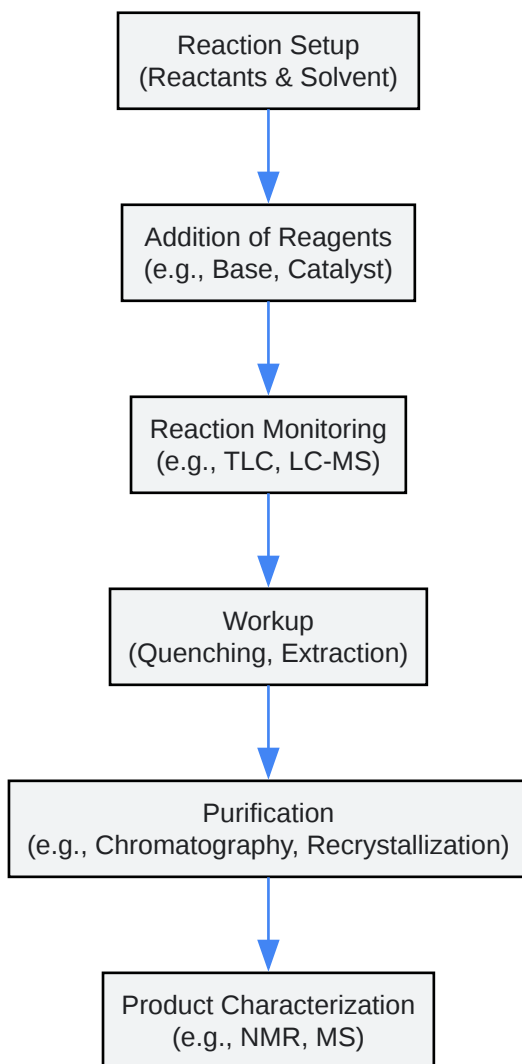 Reaction Setup
(Reactants & Solvent)
Addition of Reagents
(e.g., Base, Catalyst)
Reaction Monitoring
(e.g., TLC, LC-MS)
Workup
(Quenching, Extraction)
Purification
(e.g., Chromatography, Recrystallization)
Product Characterization
(e.g., NMR, MS)